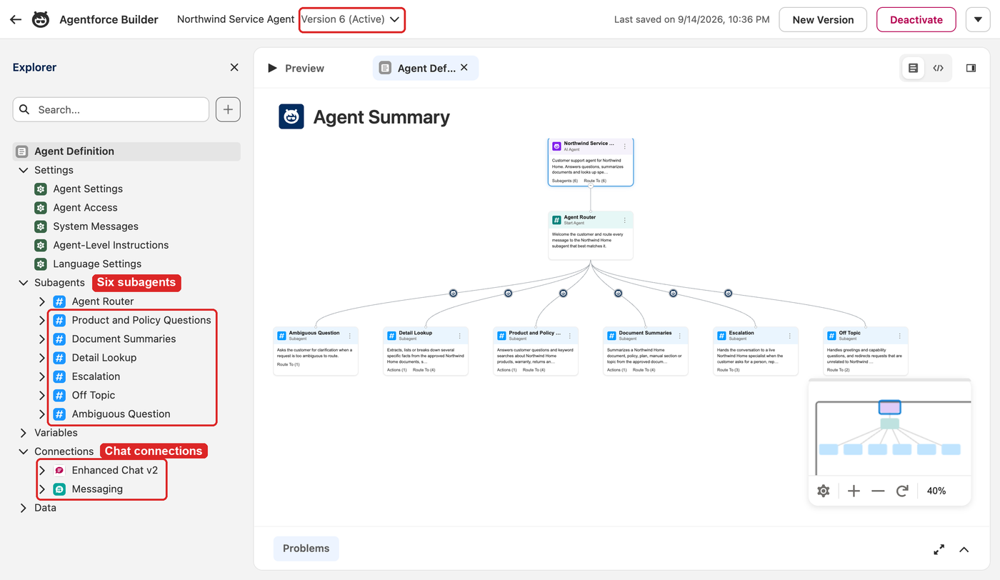 Agentforce Builder
Northwind Service Agent
Version 6 (Active)
Last saved on 9/14/2026, 10:36 PM
New Version
Deactivate
Explorer
Search...
Agent Definition
Settings
Agent Settings
Agent Access
System Messages
Agent-Level Instructions
Language Settings
Subagents
Six subagents
Agent Router
Product and Policy Questions
Document Summaries
Detail Lookup
Escalation
Off Topic
Ambiguous Question
Variables
Connections
Chat connections
Enhanced Chat v2
Messaging
Data
Preview
Agent Def...
Agent Summary
Northwind Service ...
AI Agent
Customer support agent for Northwind
Home. Answers questions, summarizes
documents and looks up spe...
Subagents (6) Route To (6)
Agent Router
Start Agent
Welcome the customer and route every
message to the Northwind Home
subagent that best matches it.
Ambiguous Question
Subagent
Asks the customer for clarification when a
request is too ambiguous to route.
Route To (1)
Detail Lookup
Subagent
Extracts, lists or breaks down several
specific facts from the approved Northwind
Home documents, s...
Actions (1) Route To (4)
Product and Policy ...
Subagent
Answers customer questions and keyword
searches about Northwind Home
products, warranty, returns an...
Actions (1) Route To (4)
Document Summaries
Subagent
Summarizes a Northwind Home
document, policy, plan, manual section or
topic from the approved docum...
Actions (1) Route To (4)
Escalation
Subagent
Hands the conversation to a live
Northwind Home specialist when the
customer asks for a person, rep...
Route To (3)
Off Topic
Subagent
Handles greetings and capability
questions, and redirects requests that are
unrelated to Northwind ...
Route To (2)
40%
Problems